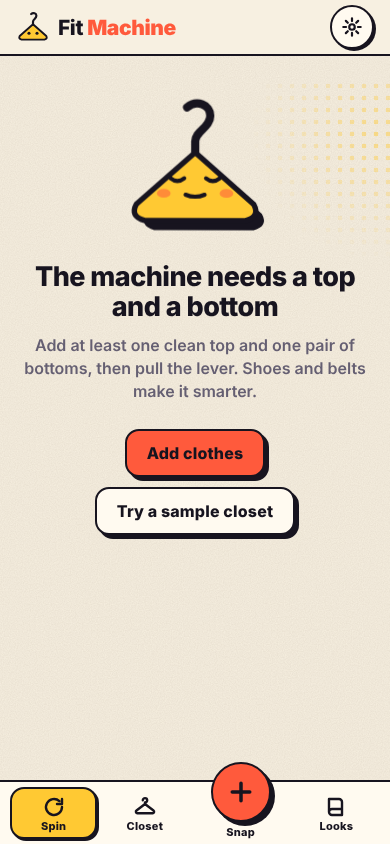 Fit Machine
The machine needs a top
and a bottom
Add at least one clean top and one pair of
bottoms, then pull the lever. Shoes and belts
make it smarter.
Add clothes
Try a sample closet
Spin
Closet
Snap
Looks